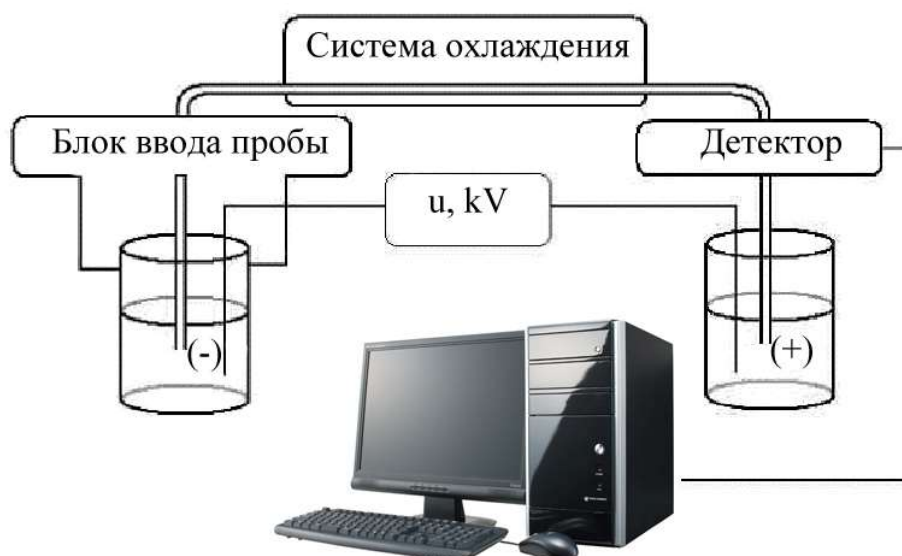 Система охлаждения
Блок ввода пробы
Детектор
u, kV
(-)
(+)